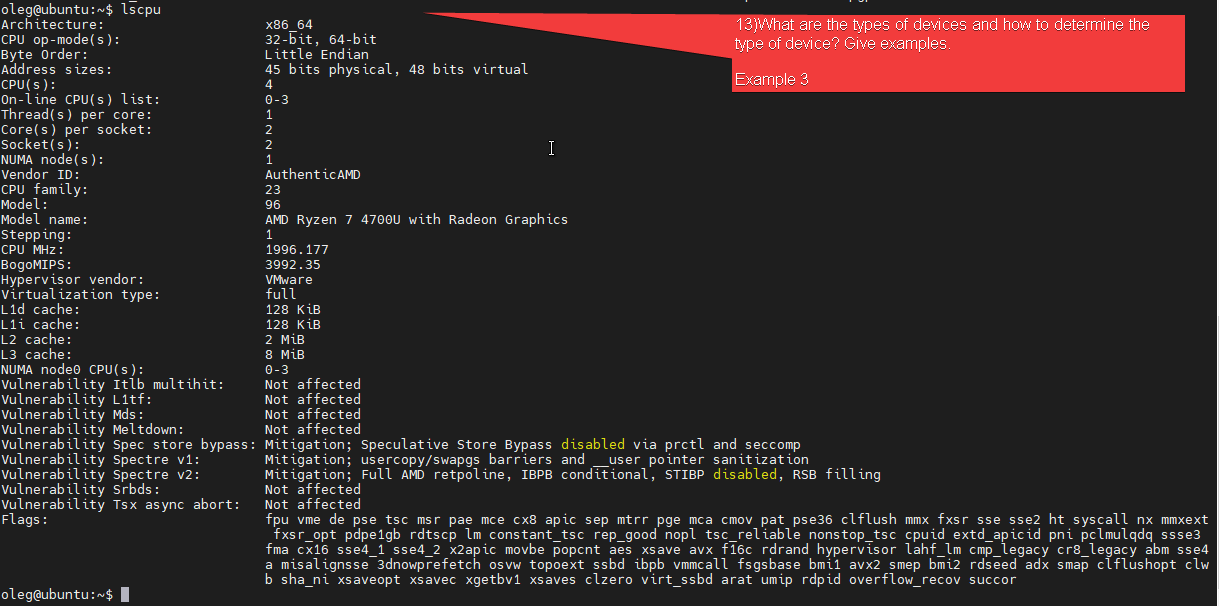 oleg@ubuntu:~$ lscpu
Architecture: x86_64
CPU op-mode(s): 32-bit, 64-bit
Byte Order: Little Endian
Address sizes: 45 bits physical, 48 bits virtual
CPU(s): 4
On-line CPU(s) list: 0-3
Thread(s) per core: 1
Core(s) per socket: 2
Socket(s): 2
NUMA node(s): 1
Vendor ID: AuthenticAMD
CPU family: 23
Model: 96
Model name: AMD Ryzen 7 4700U with Radeon Graphics
Stepping: 1
CPU MHz: 1996.177
BogoMIPS: 3992.35
Hypervisor vendor: VMware
Virtualization type: full
L1d cache: 128 KiB
L1i cache: 128 KiB
L2 cache: 2 MiB
L3 cache: 8 MiB
NUMA node0 CPU(s): 0-3
Vulnerability Itlb multihit: Not affected
Vulnerability L1tf: Not affected
Vulnerability Mds: Not affected
Vulnerability Meltdown: Not affected
Vulnerability Spec store bypass: Mitigation; Speculative Store Bypass disabled via prctl and seccomp
Vulnerability Spectre v1: Mitigation; usercopy/swapgs barriers and __user pointer sanitization
Vulnerability Spectre v2: Mitigation; Full AMD retpoline, IBPB conditional, STIBP disabled, RSB filling
Vulnerability Srbds: Not affected
Vulnerability Tsx async abort: Not affected
Flags: fpu vme de pse tsc msr pae mce cx8 apic sep mtrr pge mca cmov pat pse36 clflush mmx fxsr sse sse2 ht syscall nx mmxext
fxsr_opt pdpe1gb rdtscp lm constant_tsc rep_good nopl tsc_reliable nonstop_tsc cpuid extd_apicid pni pclmulqdq ssse3
fma cx16 sse4_1 sse4_2 x2apic movbe popcnt aes xsave avx f16c rdrand hypervisor lahf_lm cmp_legacy cr8_legacy abm sse4
a misalignsse 3dnowprefetch osvw topoext ssbd ibpb vmmcall fsgsbase bmi1 avx2 smep bmi2 rdseed adx smap clflushopt clw
b sha_ni xsaveopt xsavec xgetbv1 xsaves clzero virt_ssbd arat umip rdpid overflow_recov succor
oleg@ubuntu:~$
13)What are the types of devices and how to determine the
type of device? Give examples.
Example 3